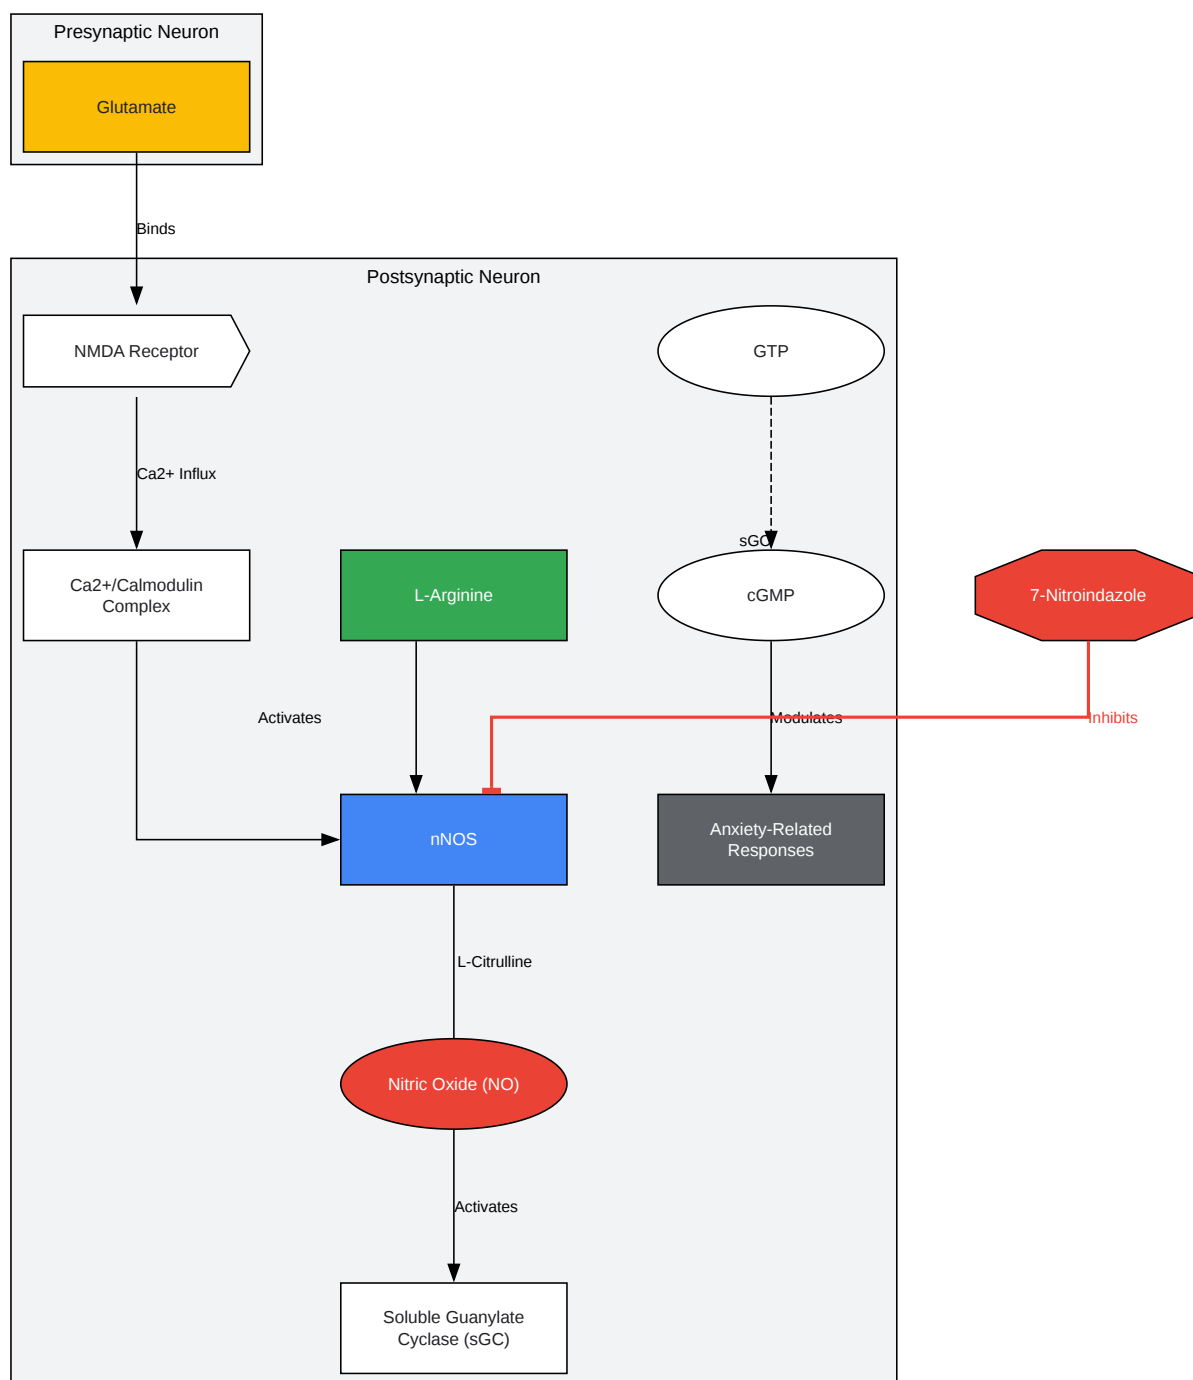 Presynaptic Neuron
Glutamate
Binds
Postsynaptic Neuron
NMDA Receptor
GTP
Ca2+ Influx
sGC
Ca2+/Calmodulin
Complex
L-Arginine
cGMP
7-Nitroindazole
Activates
Modulates
Inhibits
nNOS
Anxiety-Related
Responses
L-Citrulline
Nitric Oxide (NO)
Activates
Soluble Guanylate
Cyclase (sGC)